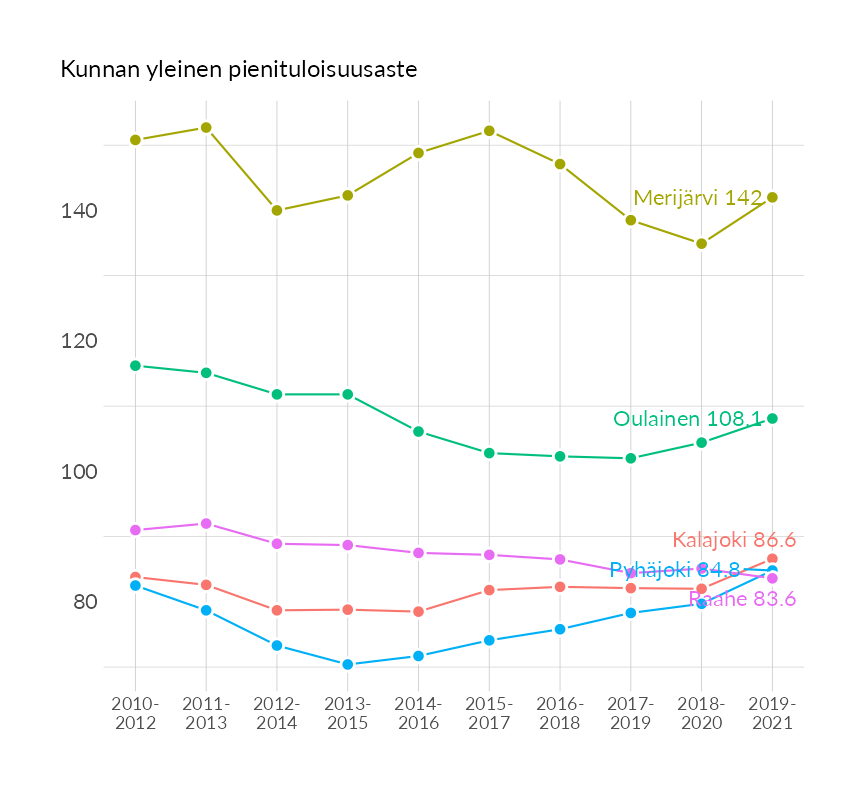 Kunnan yleinen pienituloisuusaste
140
120
100
80
Merijärvi 142
Oulainen 108.1
Kalajoki 86.6
Pyhäjoki 84.8
Raahe 83.6
2010- 2011- 2012- 2013- 2014- 2015- 2016- 2017- 2018- 2019-
2012 2013 2014 2015 2016 2017 2018 2019 2020 2021